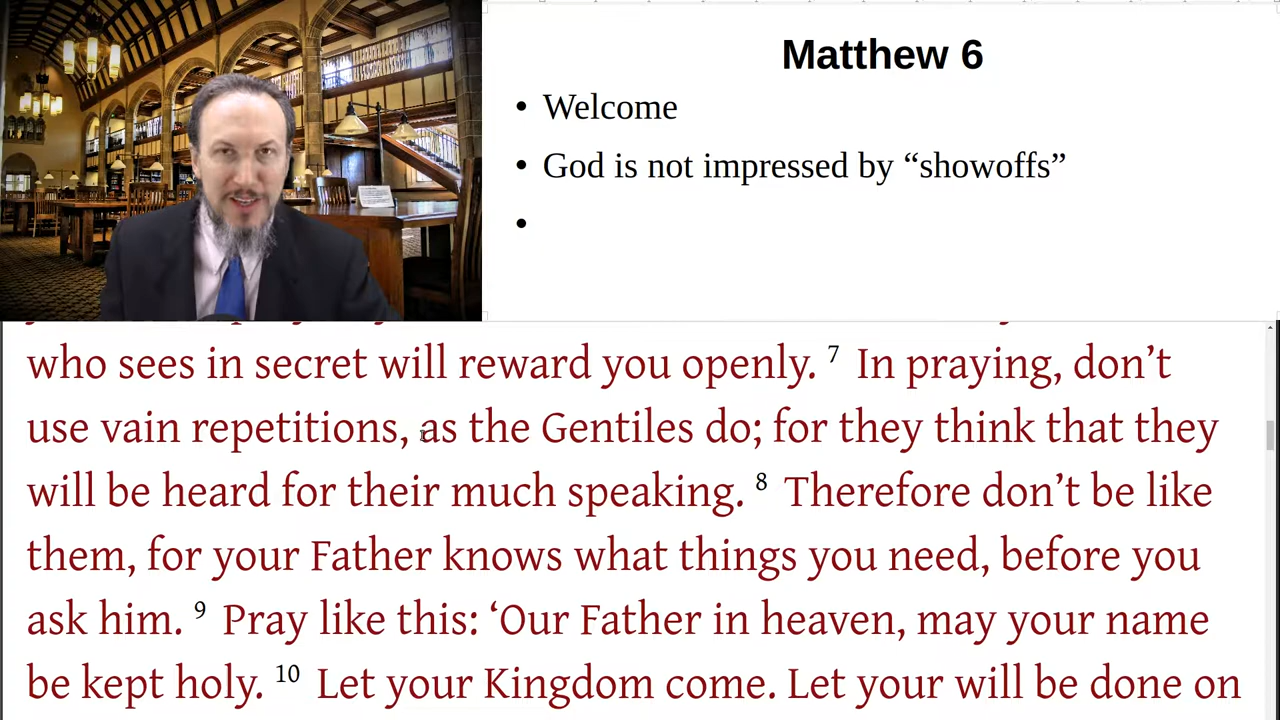 Matthew 6
• Welcome
• God is not impressed by “showoffs”
•
who sees in secret will reward you openly. 7 In praying, don’t
use vain repetitions, as the Gentiles do; for they think that they
will be heard for their much speaking. 8 Therefore don’t be like
them, for your Father knows what things you need, before you
ask him. 9 Pray like this: ‘Our Father in heaven, may your name
be kept holy. 10 Let your Kingdom come. Let your will be done on